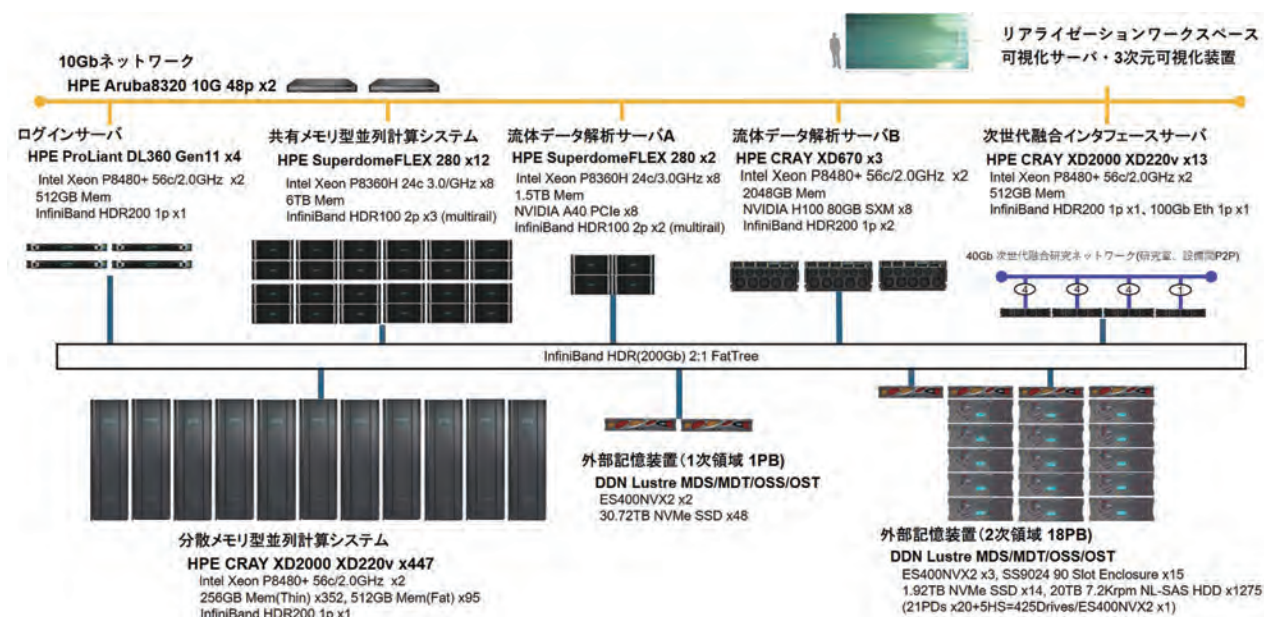 リアライゼーションワークスペース
可視化サーバ・3次元可視化装置
10Gbネットワーク
HPE Aruba8320 10G 48p x2
ログインサーバ
HPE ProLiant DL360 Gen11 x4
Intel Xeon P8480+ 56c/2.0GHz x2
512GB Mem
InfiniBand HDR200 1p x1
共有メモリ型並列計算システム
HPE SuperdomeFLEX 280 x12
Intel Xeon P8360H 24c 3.0/GHz x8
6TB Mem
InfiniBand HDR100 2p x3 (multirail)
流体データ解析サーバA
HPE SuperdomeFLEX 280 x2
Intel Xeon P8360H 24c/3.0GHz x8
1.5TB Mem
NVIDIA A40 PCIe x8
InfiniBand HDR100 2p x2 (multirail)
流体データ解析サーバB
HPE CRAY XD670 x3
Intel Xeon P8480+ 56c/2.0GHz x2
2048GB Mem
NVIDIA H100 80GB SXM x8
InfiniBand HDR200 1p x2
次世代融合インタフェースサーバ
HPE CRAY XD2000 XD220v x13
Intel Xeon P8480+ 56c/2.0GHz x2
512GB Mem
InfiniBand HDR200 1p x1、100Gb Eth 1p x1
40Gb 次世代融合研究ネットワーク(研究室、設備間P2P)
4 4 4 1
InfiniBand HDR(200Gb) 2:1 FatTree
分散メモリ型並列計算システム
HPE CRAY XD2000 XD220v x447
Intel Xeon P8480+ 56c/2.0GHz x2
256GB Mem(Thin) x352, 512GB Mem(Fat) x95
InfiniBand HDR200 1p x1
外部記憶装置(1次領域 1PB)
DDN Lustre MDS/MDT/OSS/OST
ES400NVX2 x2
30.72TB NVMe SSD x48
外部記憶装置(2次領域 18PB)
DDN Lustre MDS/MDT/OSS/OST
ES400NVX2 x3, SS9024 90 Slot Enclosure x15
1.92TB NVMe SSD x14, 20TB 7.2Krpm NL-SAS HDD x1275
(21PDs x20+5HS=425Drives/ES400NVX2 x1)